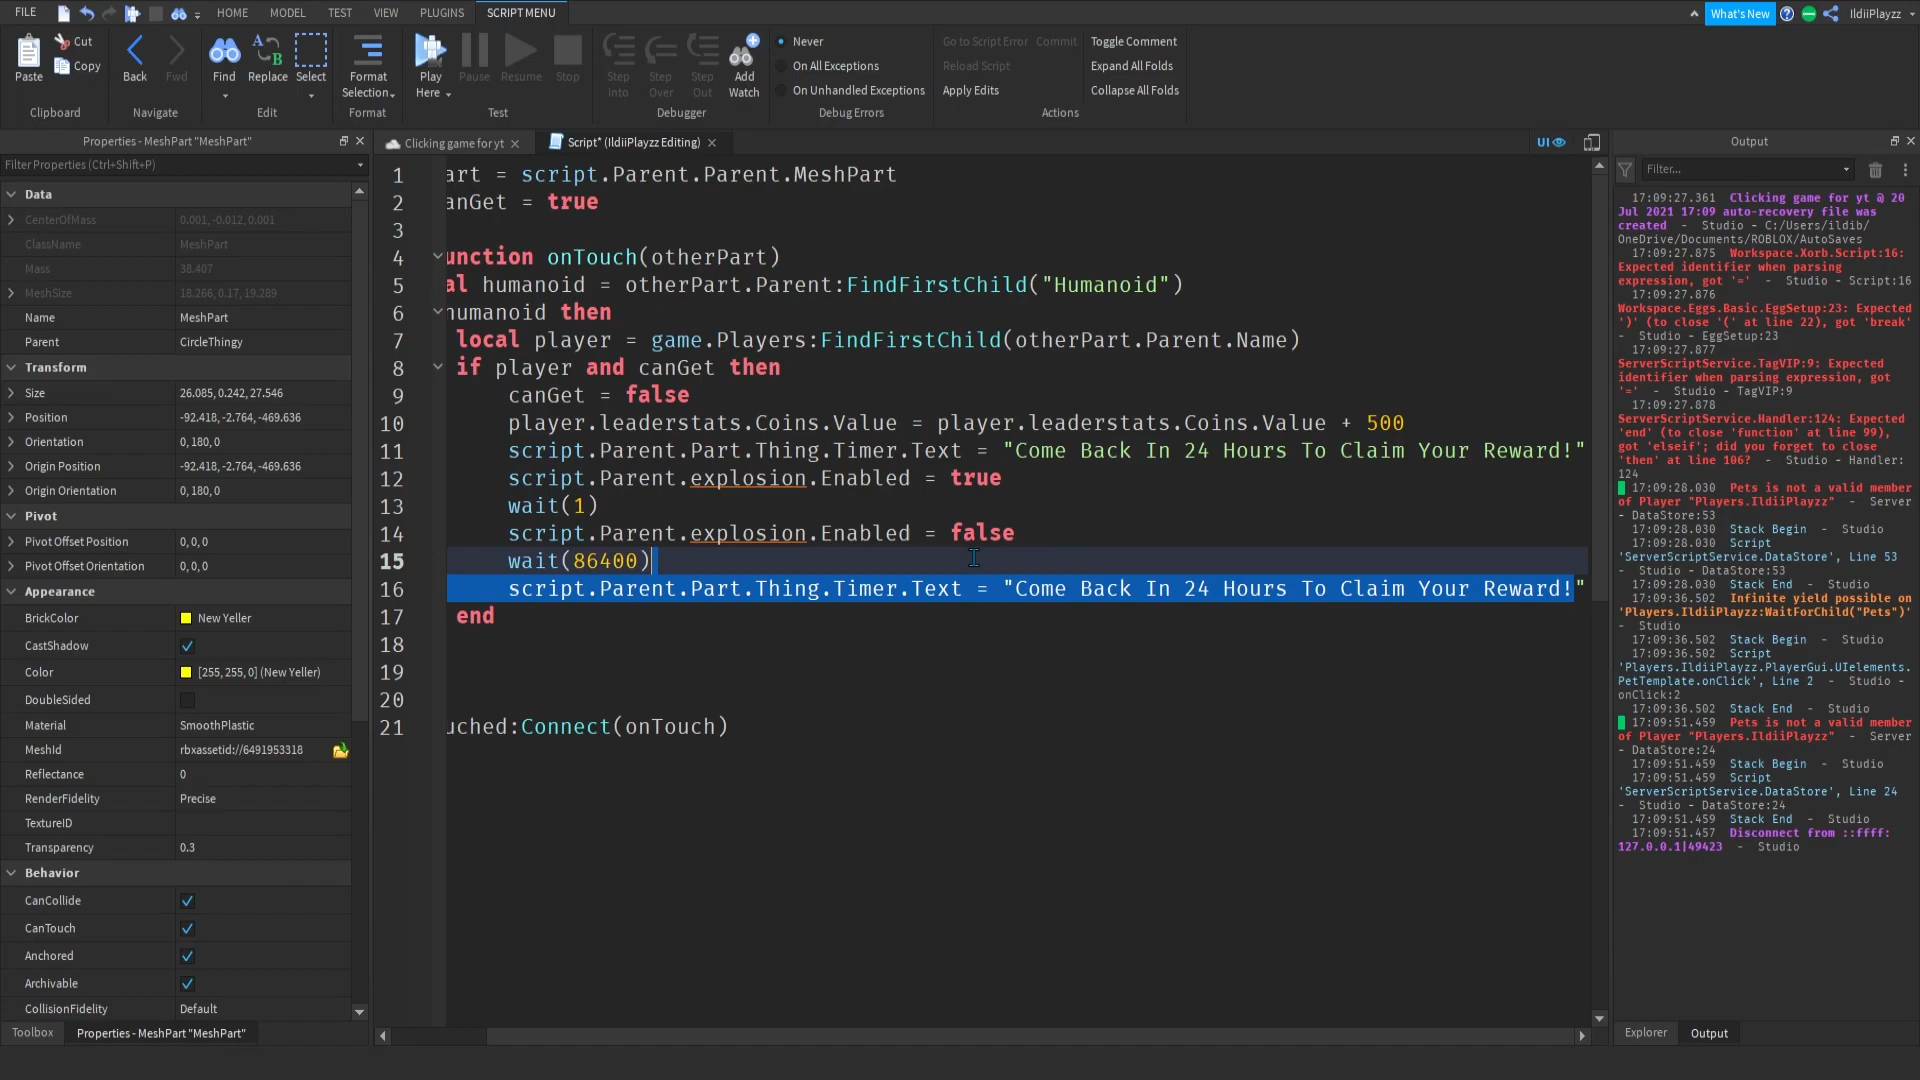 FILE
HOME
MODEL
TEST
VIEW
PLUGINS
SCRIPT MENU
What's New
IldiiPlayzz
Paste
Cut
Copy
Clipboard
Back
Fwd
Navigate
Find
Replace
Select
Edit
Format
Selection
Format
Play
Here
Pause
Resume
Stop
Test
Step
Into
Step
Over
Step
Out
Add
Watch
Debugger
Never
On All Exceptions
On Unhandled Exceptions
Debug Errors
Go to Script Error
Commit
Reload Script
Apply Edits
Toggle Comment
Expand All Folds
Collapse All Folds
Actions
Properties - MeshPart "MeshPart"
Filter Properties (Ctrl+Shift+P)
Data
CenterOfMass 0.001, -0.012, 0.001
ClassName MeshPart
Mass 38.407
MeshSize 18.266, 0.17, 19.289
Name MeshPart
Parent CircleThingy
Transform
Size 26.085, 0.242, 27.546
Position -92.418, -2.764, -469.636
Orientation 0, 180, 0
Origin Position -92.418, -2.764, -469.636
Origin Orientation 0, 180, 0
Pivot
Pivot Offset Position 0, 0, 0
Pivot Offset Orientation 0, 0, 0
Appearance
BrickColor New Yeller
CastShadow
Color [255, 255, 0] (New Yeller)
DoubleSided
Material SmoothPlastic
MeshId rbxassetid://6491953318
Reflectance 0
RenderFidelity Precise
TextureID
Transparency 0.3
Behavior
CanCollide
CanTouch
Anchored
Archivable
CollisionFidelity Default
Toolbox
Properties - MeshPart "MeshPart"
Clicking game for yt
Script* (IldiiPlayzz Editing)
UI
1 art = script.Parent.Parent.MeshPart
2 anGet = true
3
4 unction onTouch(otherPart)
5 al humanoid = otherPart.Parent:FindFirstChild("Humanoid")
6 humanoid then
7 local player = game.Players:FindFirstChild(otherPart.Parent.Name)
8 if player and canGet then
9 canGet = false
10 player.leaderstats.Coins.Value = player.leaderstats.Coins.Value + 500
11 script.Parent.Part.Thing.Timer.Text = "Come Back In 24 Hours To Claim Your Reward!"
12 script.Parent.explosion.Enabled = true
13 wait(1)
14 script.Parent.explosion.Enabled = false
15 wait(86400)
16 script.Parent.Part.Thing.Timer.Text = "Come Back In 24 Hours To Claim Your Reward!"
17 end
18
19
20
21 uched:Connect(onTouch)
Output
Filter...
17:09:27.361 Clicking game for yt @ 20
Jul 2021 17:09 auto-recovery file was
created - Studio - C:/Users/ildib/
OneDrive/Documents/ROBLOX/AutoSaves
17:09:27.875 Workspace.Xorb.Script:16:
Expected identifier when parsing
expression, got '=' - Studio - Script:16
17:09:27.876
Workspace.Eggs.Basic.EggSetup:23: Expected
')' (to close '(' at line 22), got 'break'
- Studio - EggSetup:23
17:09:27.877
ServerScriptService.TagVIP:9: Expected
identifier when parsing expression, got
'=' - Studio - TagVIP:9
17:09:27.878
ServerScriptService.Handler:124: Expected
'end' (to close 'function' at line 99),
got 'elseif'; did you forget to close
'then' at line 106? - Studio - Handler:
124
17:09:28.030 Pets is not a valid member
of Player "Players.IldiiPlayzz" - Server
- DataStore:53
17:09:28.030 Stack Begin - Studio
17:09:28.030 Script
'ServerScriptService.DataStore', Line 53
- Studio - DataStore:53
17:09:28.030 Stack End - Studio
17:09:36.502 Infinite yield possible on
'Players.IldiiPlayzz:WaitForChild("Pets")'
- Studio
17:09:36.502 Stack Begin - Studio
17:09:36.502 Script
'Players.IldiiPlayzz.PlayerGui.UIelements.
PetTemplate.onClick', Line 2 - Studio -
onClick:2
17:09:36.502 Stack End - Studio
17:09:51.459 Pets is not a valid member
of Player "Players.IldiiPlayzz" - Server
- DataStore:24
17:09:51.459 Stack Begin - Studio
17:09:51.459 Script
'ServerScriptService.DataStore', Line 24
- Studio - DataStore:24
17:09:51.459 Stack End - Studio
17:09:51.457 Disconnect from ::ffff:
127.0.0.1|49423 - Studio
Explorer
Output